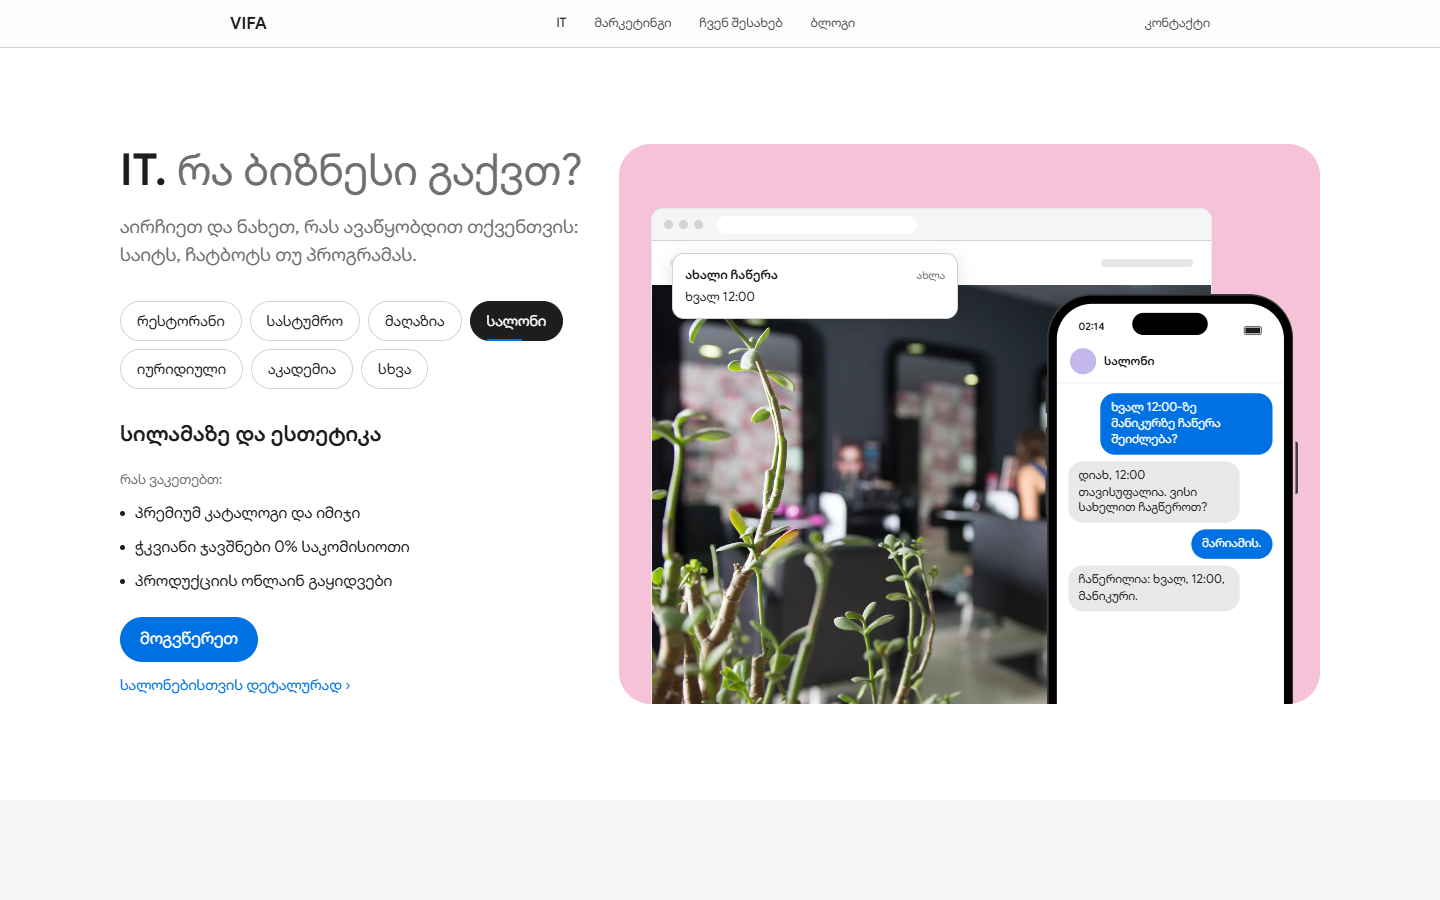 VIFA
IT
მარკეტინგი
ჩვენ შესახებ
ბლოგი
კონტაქტი
IT. რა ბიზნესი გაქვთ?
აირჩიეთ და ნახეთ, რას ავაწყობდით თქვენთვის:
საიტს, ჩატბოტს თუ პროგრამას.
რესტორანი
სასტუმრო
მაღაზია
სალონი
იურიდიული
აკადემია
სხვა
სილამაზე და ესთეტიკა
რას ვაკეთებთ:
• პრემიუმ კატალოგი და იმიჯი
• ჭკვიანი ჯავშნები 0% საკომისიოთი
• პროდუქციის ონლაინ გაყიდვები
მოგვწერეთ
სალონებისთვის დეტალურად ›
ახალი ჩაწერა
ახლა
ხვალ 12:00
02:14
სალონი
ხვალ 12:00-ზე
მანიკურზე ჩაწერა
შეიძლება?
დიახ, 12:00
თავისუფალია. ვისი
სახელით ჩავწეროთ?
მარიამის.
ჩაწერილია: ხვალ, 12:00,
მანიკური.